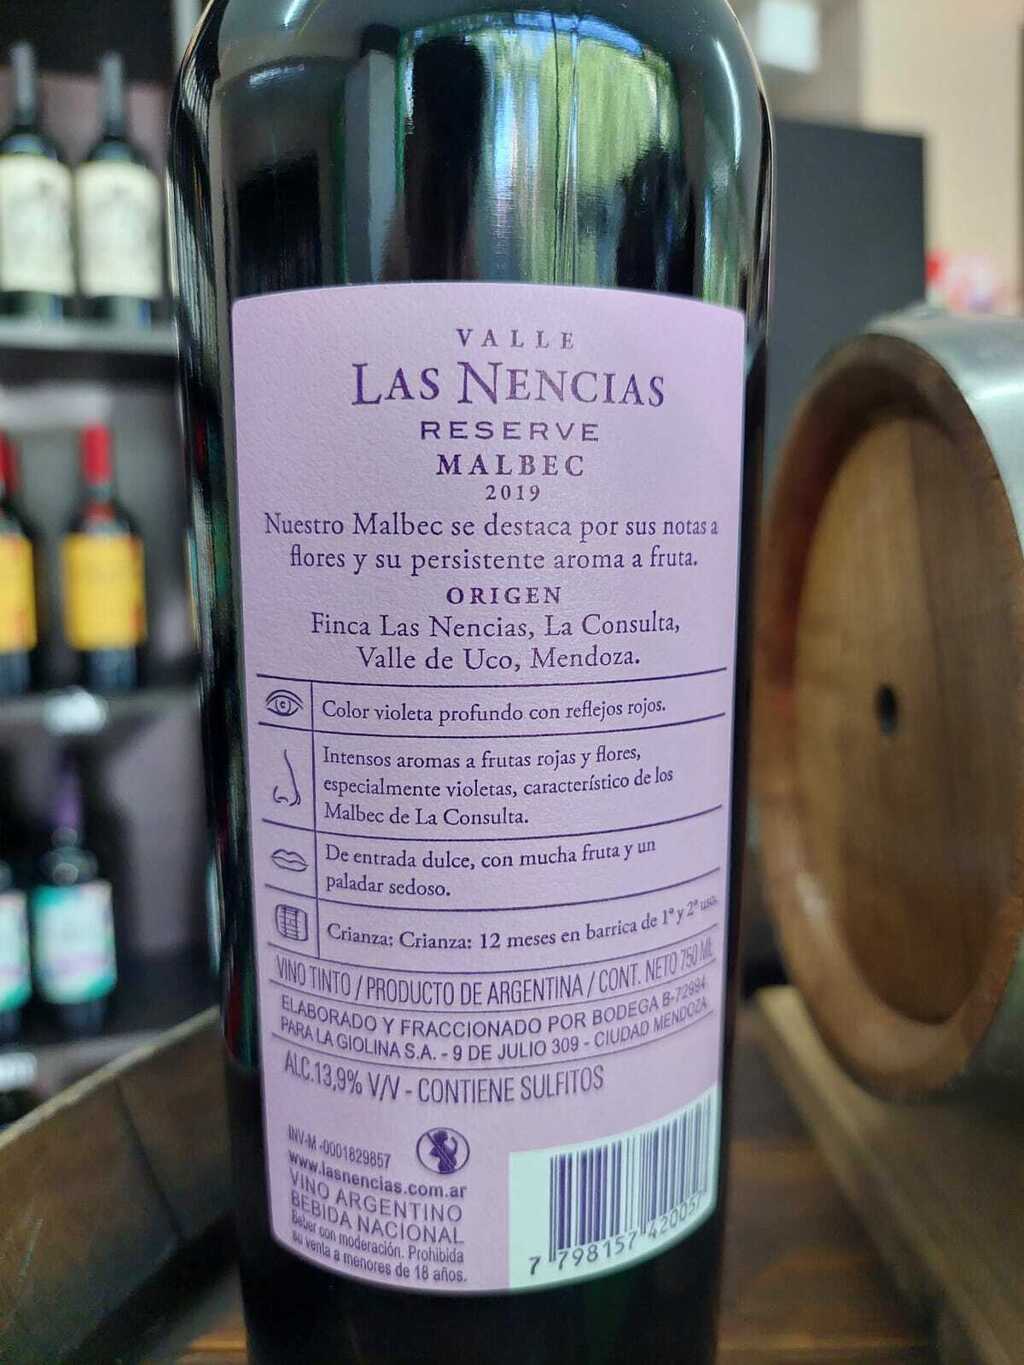 VALLE
LAS NENCIAS
RESERVE
MALBEC
2019
Nuestro Malbec se destaca por sus notas a
flores y su persistente aroma a fruta.
ORIGEN
Finca Las Nencias, La Consulta,
Valle de Uco, Mendoza.
Color violeta profundo con reflejos rojos.
Intensos aromas a frutas rojas y flores,
especialmente violetas, característico de los
Malbec de La Consulta.
De entrada dulce, con mucha fruta y un
paladar sedoso.
Crianza: Crianza: 12 meses en barrica de 1ª y 2ª uso.
VINO TINTO / PRODUCTO DE ARGENTINA / CONT. NETO 750 ML
ELABORADO Y FRACCIONADO POR BODEGA B-72994
PARA LA GIOLINA S.A. - 9 DE JULIO 309 - CIUDAD MENDOZA
ALC.13,9% V/V - CONTIENE SULFITOS
INV-M -0001829857
www.lasnencias.com.ar
VINO ARGENTINO
BEBIDA NACIONAL
Beber con moderación. Prohibida
su venta a menores de 18 años.
7 798157